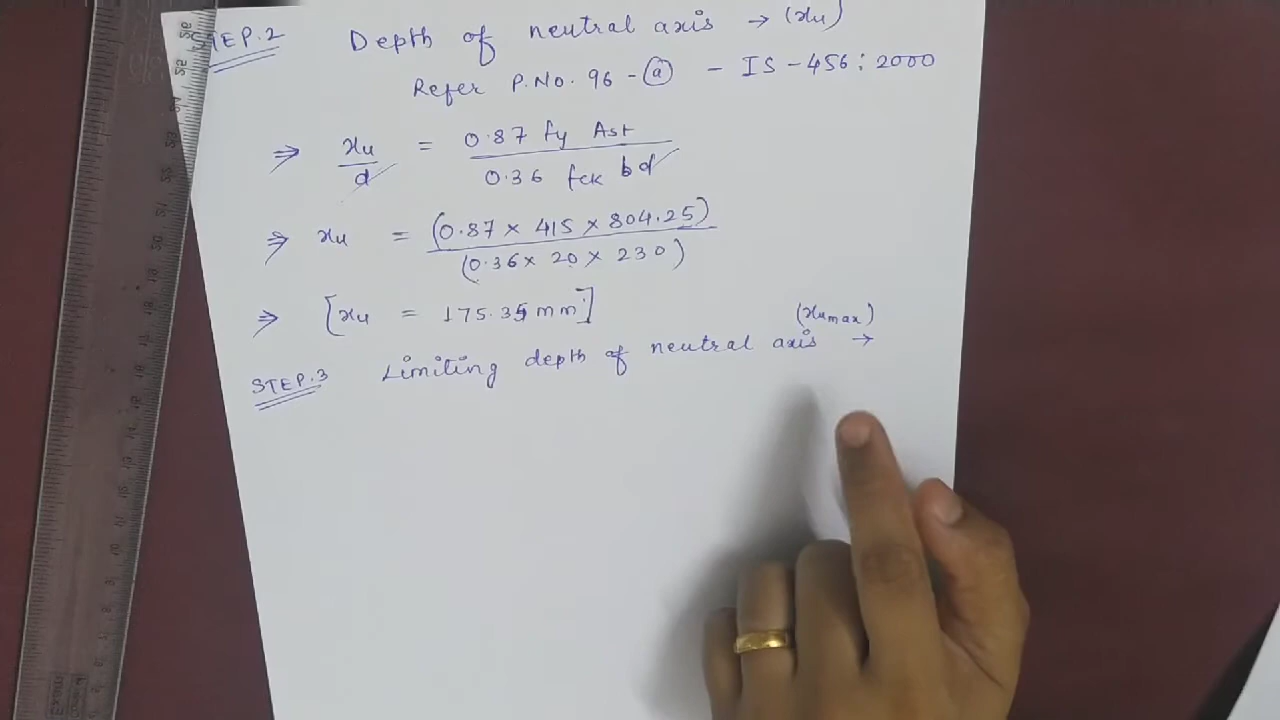 TEP.2 Depth of neutral axis → (xu)
Refer P.No. 96 - (a) - IS - 456 : 2000
⇒ xu/d = 0.87 fy Ast / 0.36 fck bd
⇒ xu = (0.87 × 415 × 804.25) / (0.36 × 20 × 230)
⇒ [xu = 175.35 mm]
(xumax)
STEP.3 Limiting depth of neutral axis →